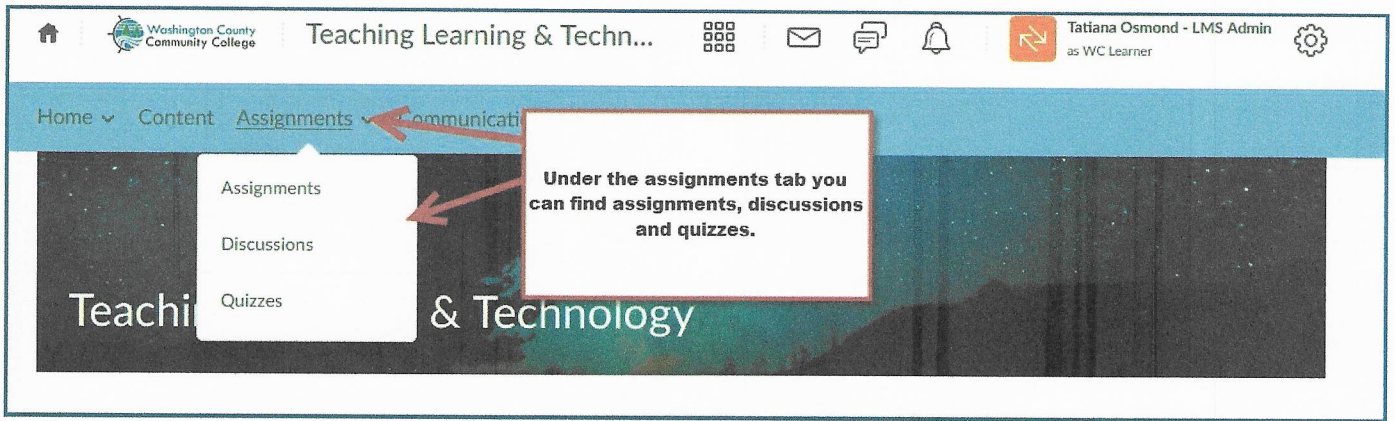 Washington County
Community College
Teaching Learning & Techn...
Tatiana Osmond - LMS Admin
as WC Learner
Home Content Assignments Communicati
Assignments
Discussions
Quizzes
Under the assignments tab you
can find assignments, discussions
and quizzes.
Teachi & Technology